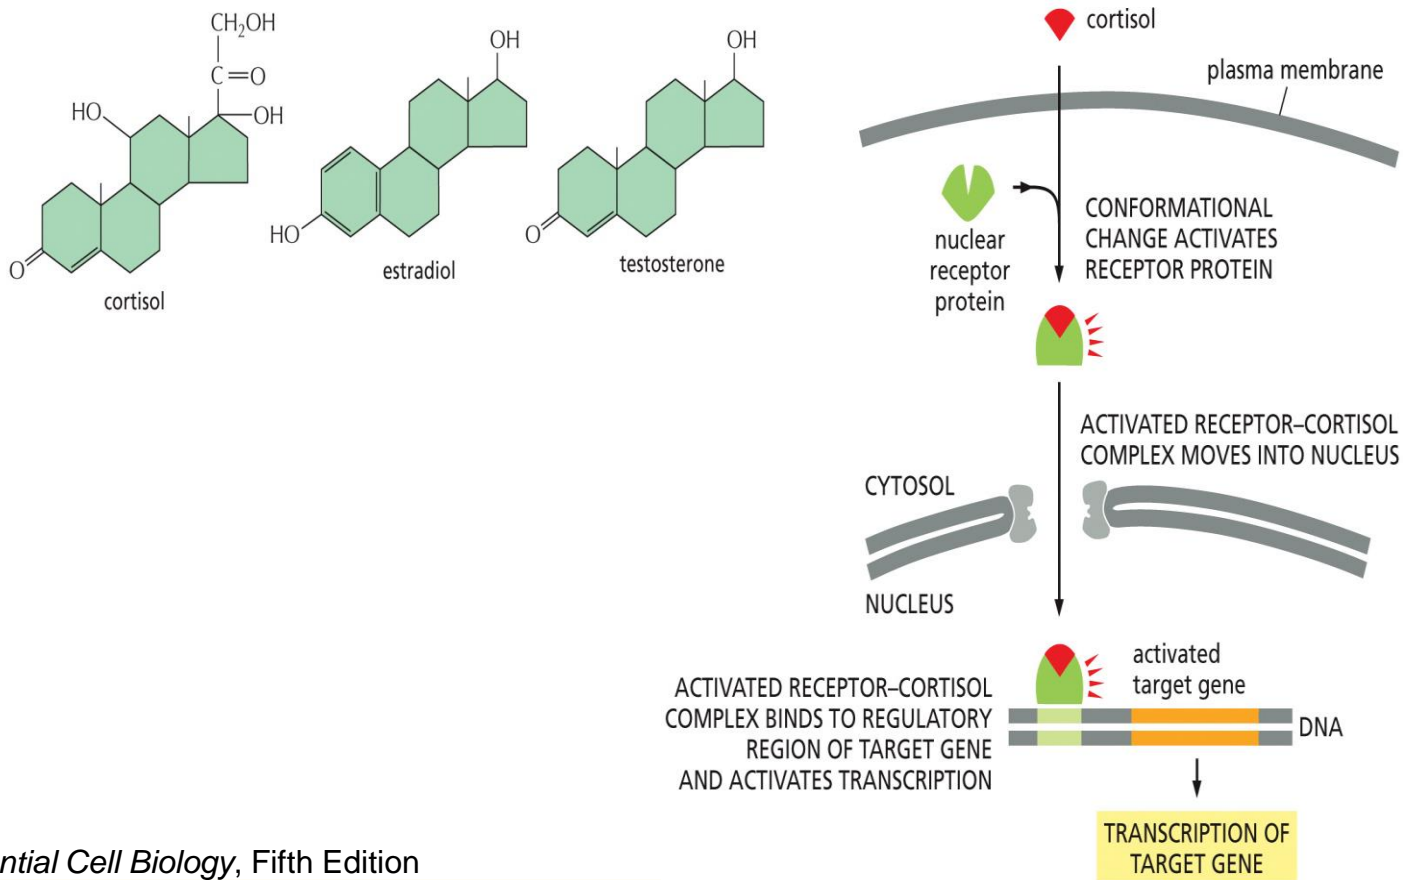 CH₂OH
C=O
HO
OH
O
cortisol
OH
HO
estradiol
OH
O
testosterone
cortisol
plasma membrane
nuclear
receptor
protein
CONFORMATIONAL
CHANGE ACTIVATES
RECEPTOR PROTEIN
ACTIVATED RECEPTOR–CORTISOL
COMPLEX MOVES INTO NUCLEUS
CYTOSOL
NUCLEUS
activated
target gene
ACTIVATED RECEPTOR–CORTISOL
COMPLEX BINDS TO REGULATORY
REGION OF TARGET GENE
AND ACTIVATES TRANSCRIPTION
DNA
TRANSCRIPTION OF
TARGET GENE
ntial Cell Biology, Fifth Edition